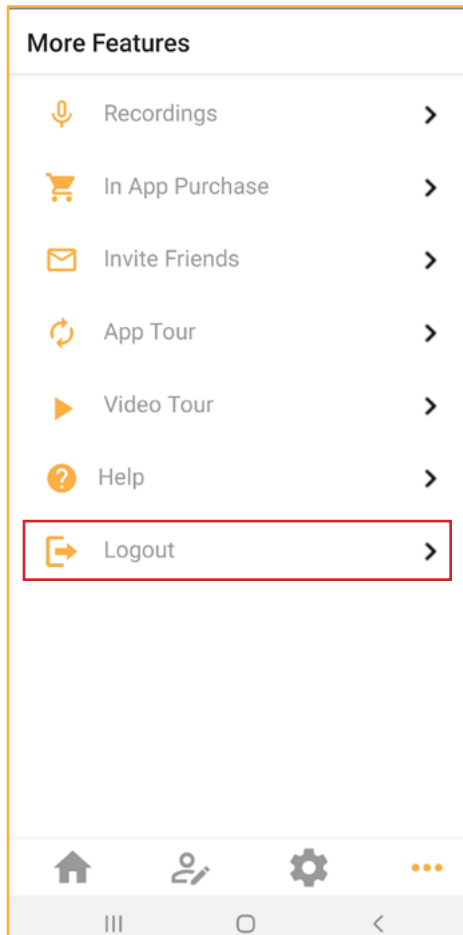 More Features
Recordings
In App Purchase
Invite Friends
App Tour
Video Tour
Help
Logout